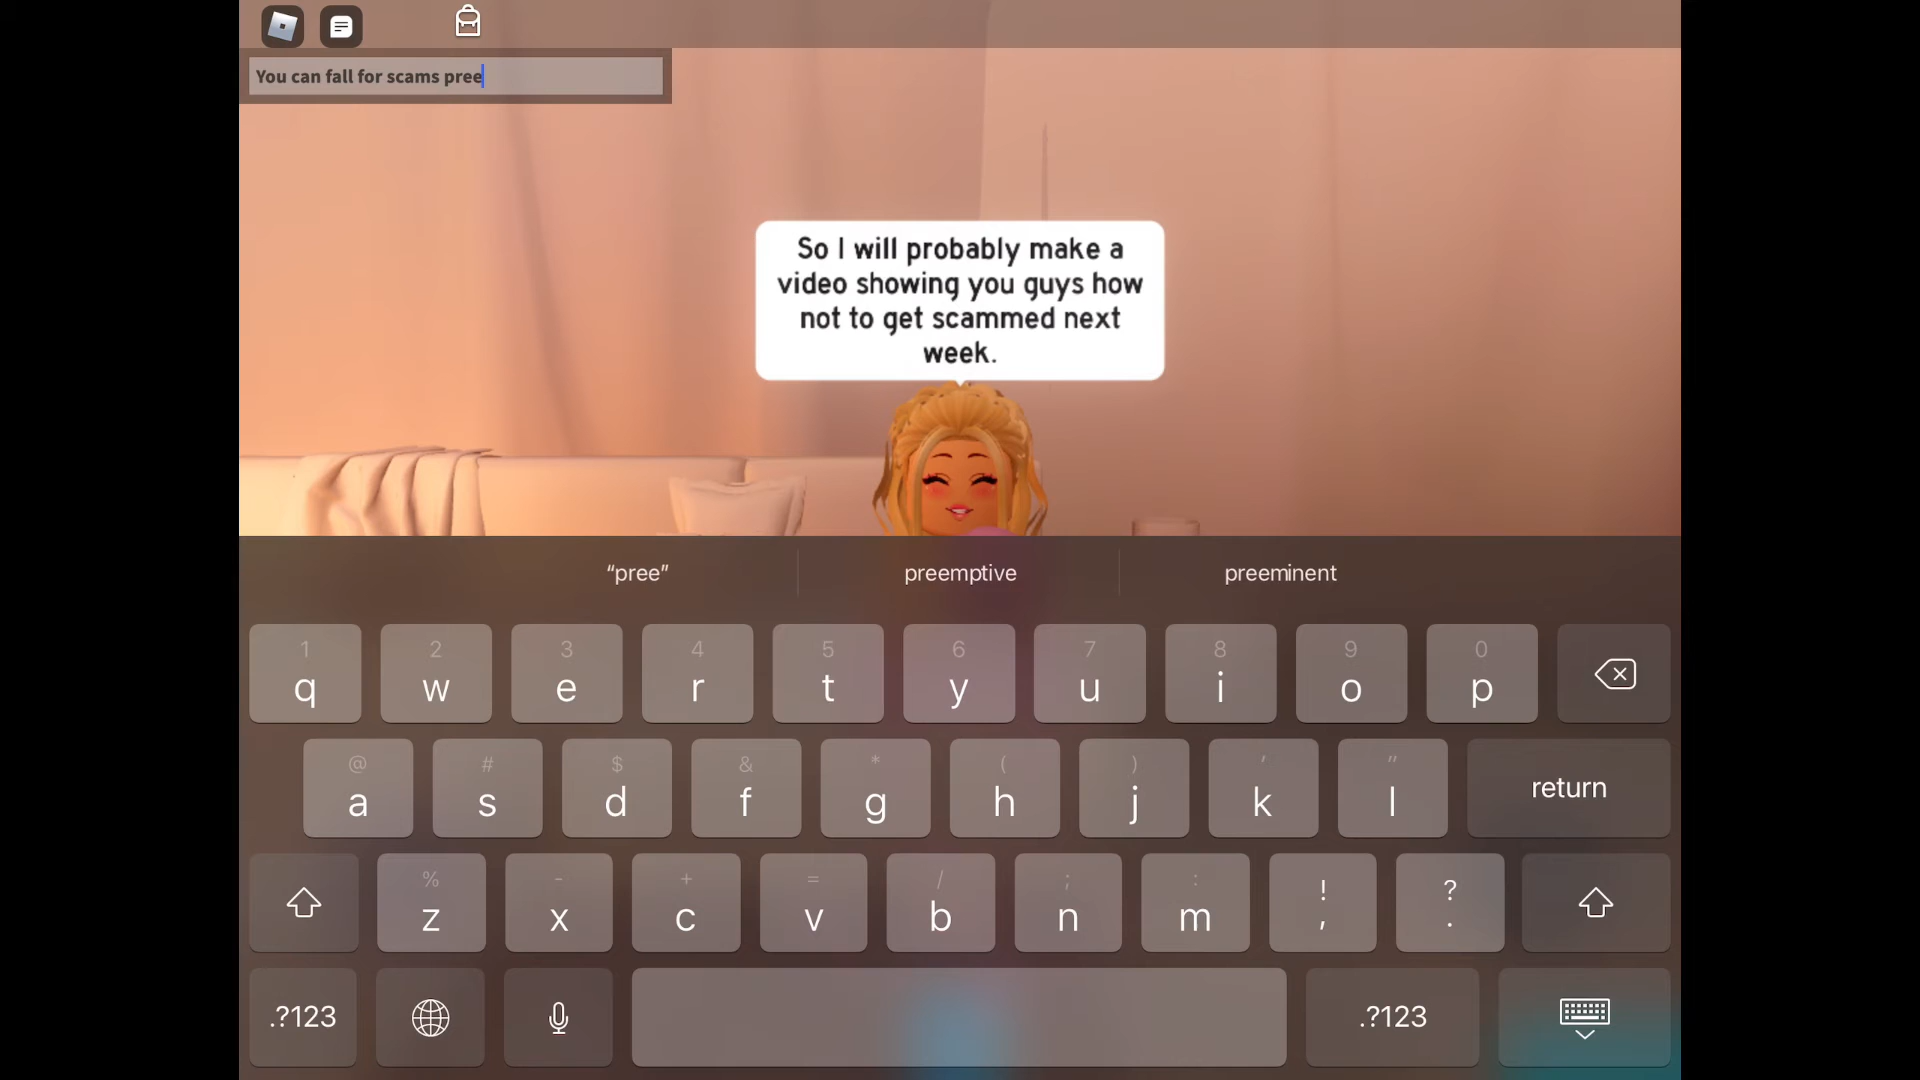 You can fall for scams pree
So I will probably make a
video showing you guys how
not to get scammed next
week.
“pree” preemptive preeminent
1 2 3 4 5 6 7 8 9 0
q w e r t y u i o p
@ # $ & * ( ) ' "
a s d f g h j k l return
% - + = / ; : ! ?
z x c v b n m , .
.?123 .?123